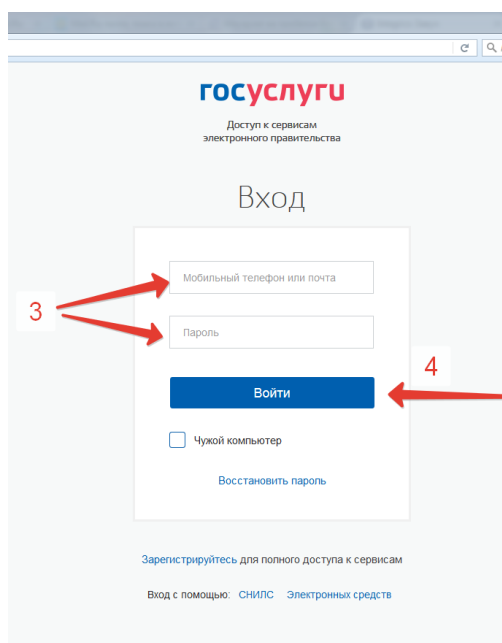 госуслуги
Доступ к сервисам
электронного правительства
Вход
Мобильный телефон или почта
3
Пароль
4
Войти
Чужой компьютер
Восстановить пароль
Зарегистрируйтесь для полного доступа к сервисам
Вход с помощью: СНИЛС Электронных средств